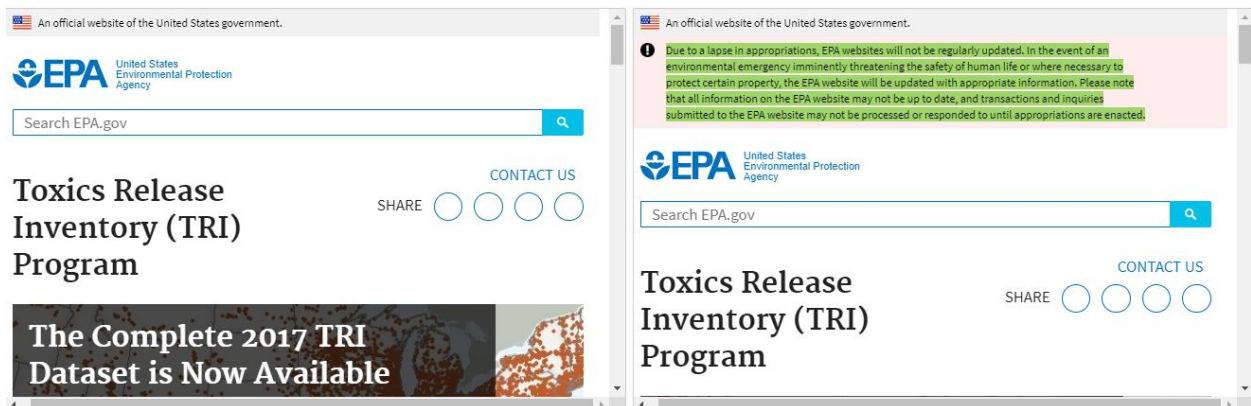 An official website of the United States government.
EPA United States
Environmental Protection
Agency
Search EPA.gov
CONTACT US
Toxics Release
Inventory (TRI)
Program
SHARE
The Complete 2017 TRI
Dataset is Now Available
An official website of the United States government.
Due to a lapse in appropriations, EPA websites will not be regularly updated. In the event of an
environmental emergency imminently threatening the safety of human life or where necessary to
protect certain property, the EPA website will be updated with appropriate information. Please note
that all information on the EPA website may not be up to date, and transactions and inquiries
submitted to the EPA website may not be processed or responded to until appropriations are enacted.
EPA United States
Environmental Protection
Agency
Search EPA.gov
CONTACT US
Toxics Release
Inventory (TRI)
Program
SHARE